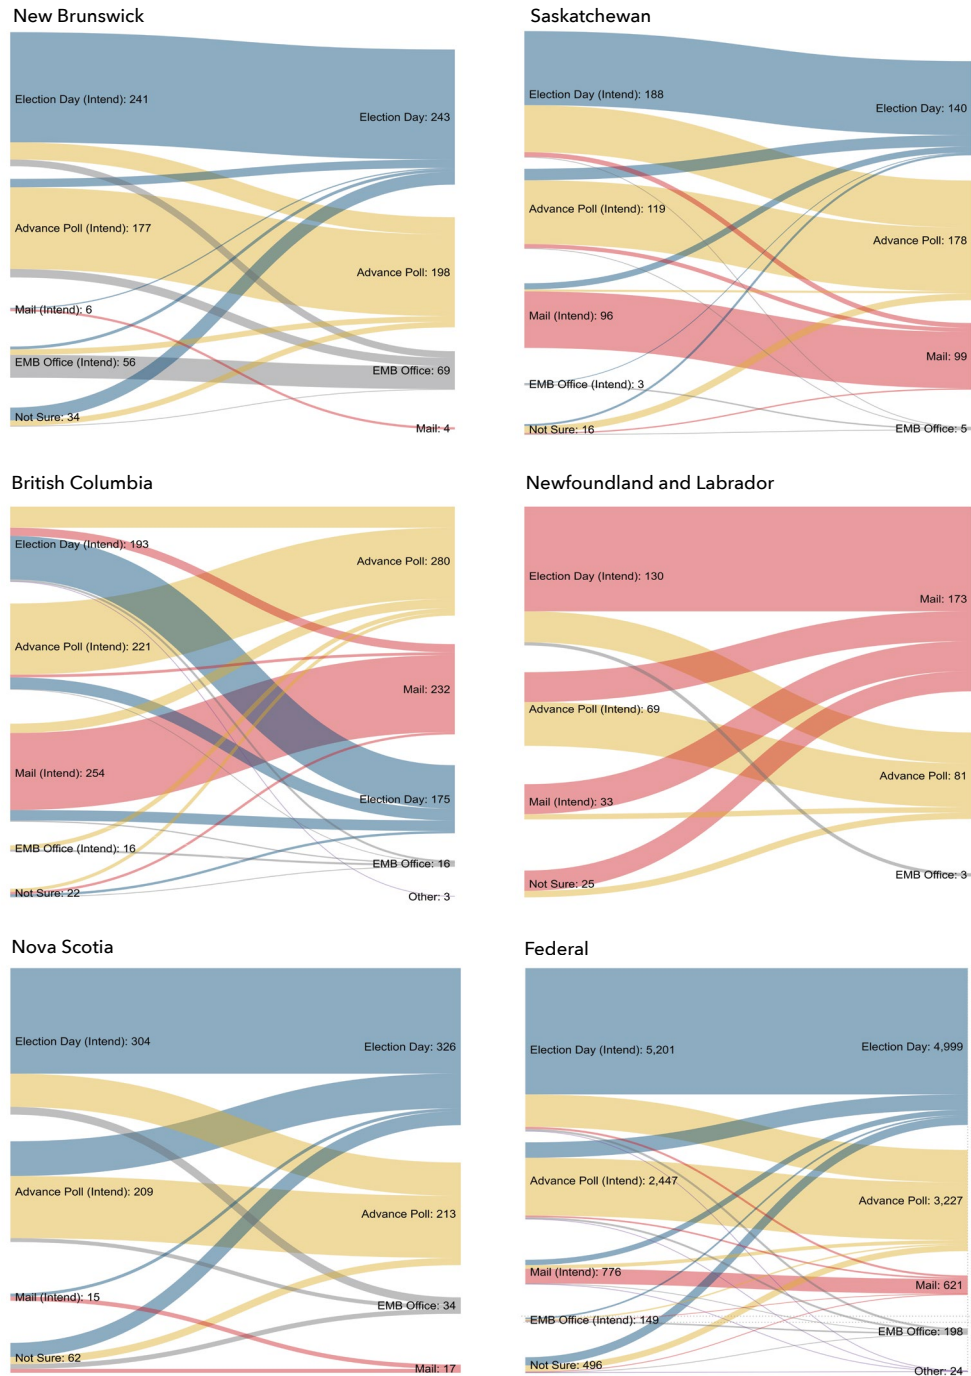 New Brunswick
Election Day (Intend): 241
Election Day: 243
Advance Poll (Intend): 177
Advance Poll: 198
Mail (Intend): 6
EMB Office (Intend): 56
EMB Office: 69
Not Sure: 34
Mail: 4
Saskatchewan
Election Day (Intend): 188
Election Day: 140
Advance Poll (Intend): 119
Advance Poll: 178
Mail (Intend): 96
Mail: 99
EMB Office (Intend): 3
Not Sure: 16
EMB Office: 5
British Columbia
Election Day (Intend): 193
Advance Poll: 280
Advance Poll (Intend): 221
Mail: 232
Mail (Intend): 254
Election Day: 175
EMB Office (Intend): 16
EMB Office: 16
Not Sure: 22
Other: 3
Newfoundland and Labrador
Election Day (Intend): 130
Mail: 173
Advance Poll (Intend): 69
Advance Poll: 81
Mail (Intend): 33
EMB Office: 3
Not Sure: 25
Nova Scotia
Election Day (Intend): 304
Election Day: 326
Advance Poll (Intend): 209
Advance Poll: 213
Mail (Intend): 15
EMB Office: 34
Not Sure: 62
Mail: 17
Federal
Election Day (Intend): 5,201
Election Day: 4,999
Advance Poll (Intend): 2,447
Advance Poll: 3,227
Mail (Intend): 776
Mail: 621
EMB Office (Intend): 149
EMB Office: 198
Not Sure: 496
Other: 24